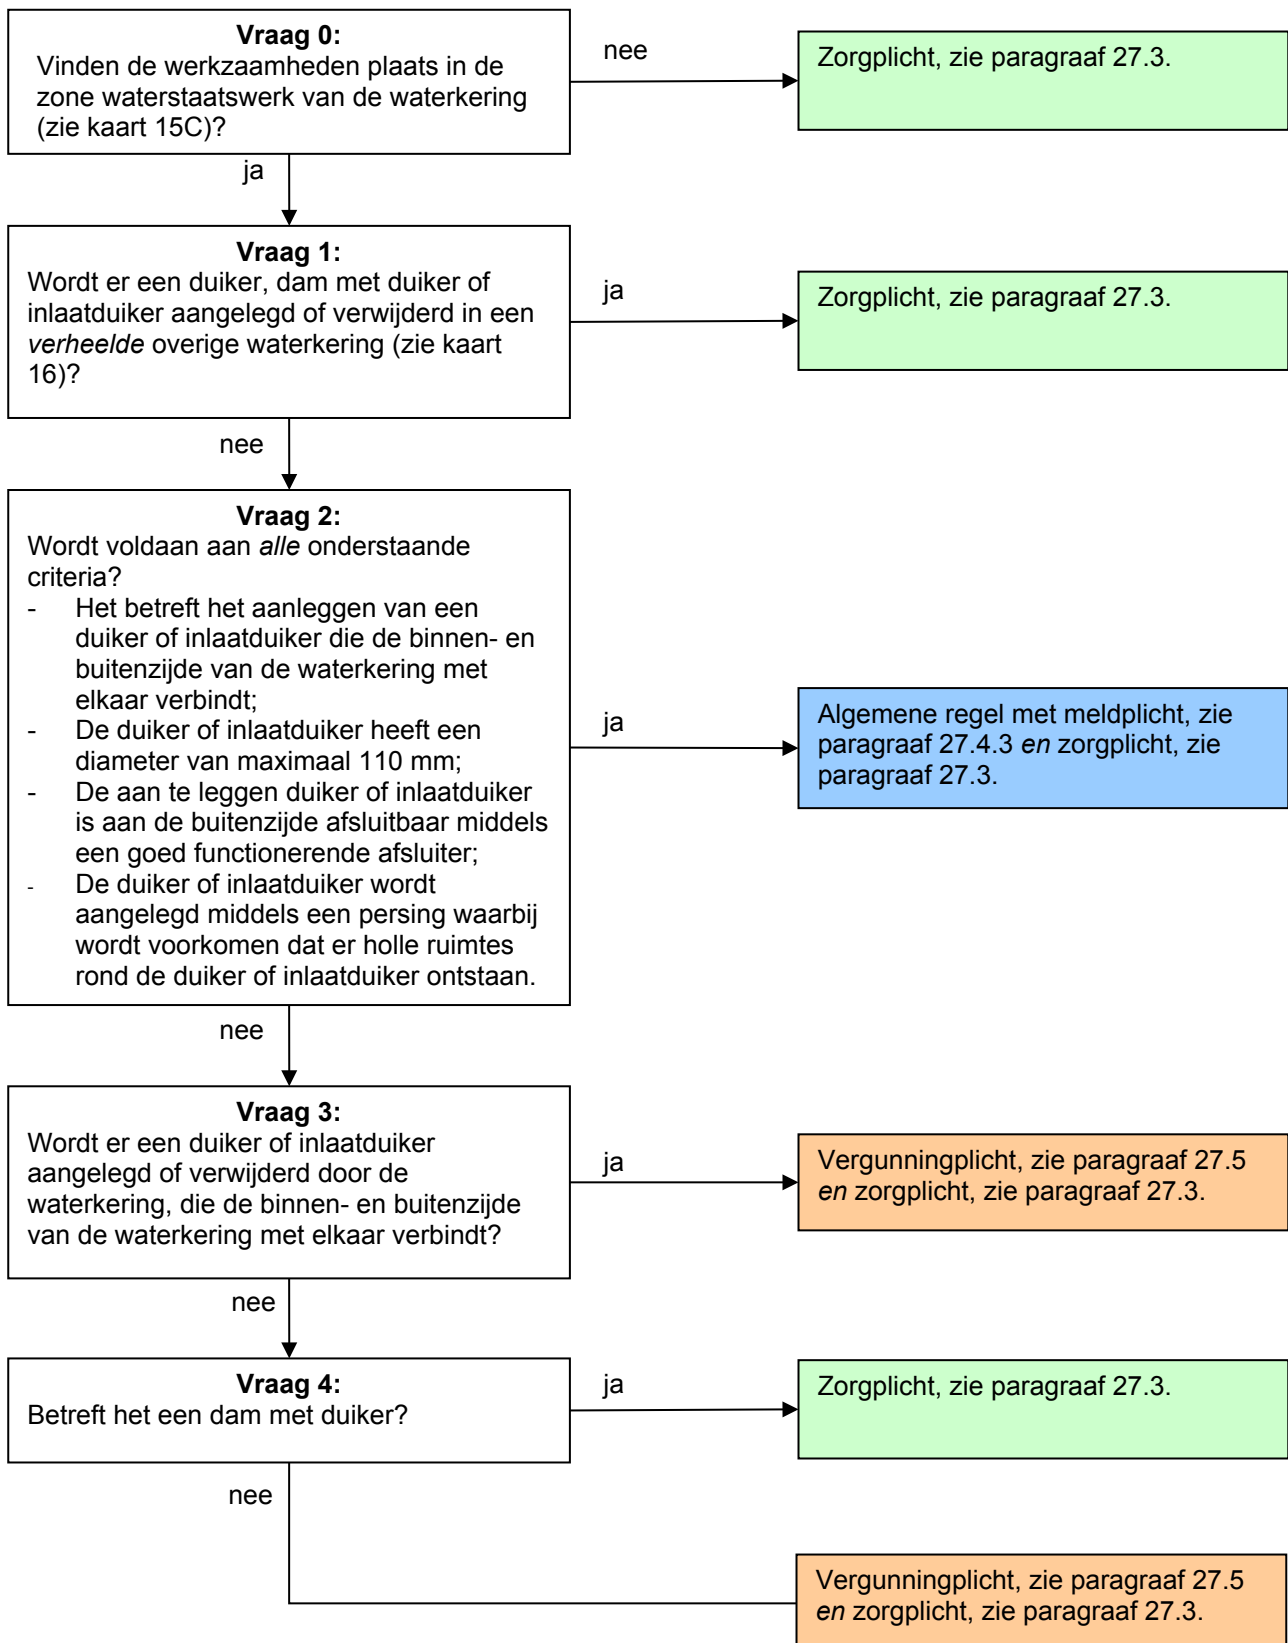 Vraag 0:
Vinden de werkzaamheden plaats in de
zone waterstaatswerk van de waterkering
(zie kaart 15C)?
nee
Zorgplicht, zie paragraaf 27.3.
ja
Vraag 1:
Wordt er een duiker, dam met duiker of
inlaatduiker aangelegd of verwijderd in een
verheelde overige waterkering (zie kaart
16)?
ja
Zorgplicht, zie paragraaf 27.3.
nee
Vraag 2:
Wordt voldaan aan alle onderstaande
criteria?
- Het betreft het aanleggen van een
duiker of inlaatduiker die de binnen- en
buitenzijde van de waterkering met
elkaar verbindt;
- De duiker of inlaatduiker heeft een
diameter van maximaal 110 mm;
- De aan te leggen duiker of inlaatduiker
is aan de buitenzijde afsluitbaar middels
een goed functionerende afsluiter;
- De duiker of inlaatduiker wordt
aangelegd middels een persing waarbij
wordt voorkomen dat er holle ruimtes
rond de duiker of inlaatduiker ontstaan.
ja
Algemene regel met meldplicht, zie
paragraaf 27.4.3 en zorgplicht, zie
paragraaf 27.3.
nee
Vraag 3:
Wordt er een duiker of inlaatduiker
aangelegd of verwijderd door de
waterkering, die de binnen- en buitenzijde
van de waterkering met elkaar verbindt?
ja
Vergunningplicht, zie paragraaf 27.5
en zorgplicht, zie paragraaf 27.3.
nee
Vraag 4:
Betreft het een dam met duiker?
ja
Zorgplicht, zie paragraaf 27.3.
nee
Vergunningplicht, zie paragraaf 27.5
en zorgplicht, zie paragraaf 27.3.